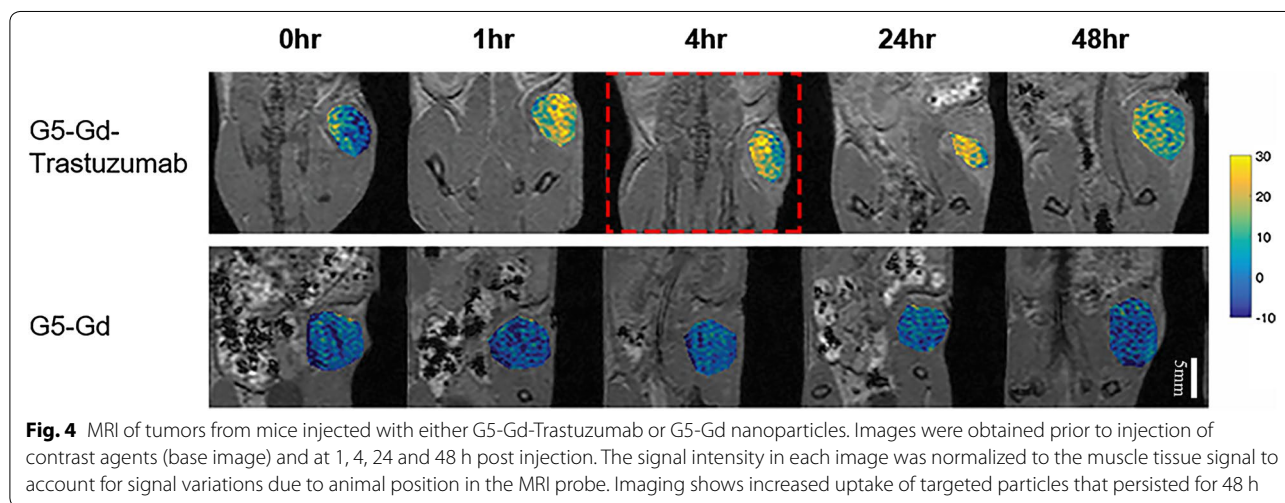 0hr 1hr 4hr 24hr 48hr
G5-Gd-
Trastuzumab
30
20
10
0
-10
G5-Gd
5mm
Fig. 4 MRI of tumors from mice injected with either G5-Gd-Trastuzumab or G5-Gd nanoparticles. Images were obtained prior to injection of
contrast agents (base image) and at 1, 4, 24 and 48 h post injection. The signal intensity in each image was normalized to the muscle tissue signal to
account for signal variations due to animal position in the MRI probe. Imaging shows increased uptake of targeted particles that persisted for 48 h